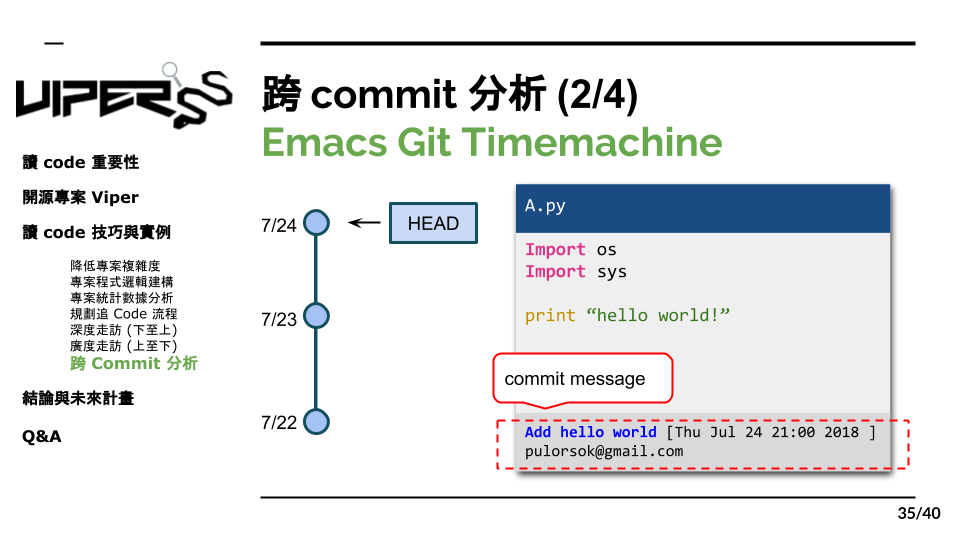 VIPER
跨 commit 分析 (2/4)
Emacs Git Timemachine
讀 code 重要性
開源專案 Viper
讀 code 技巧與實例
降低專案複雜度
專案程式邏輯建構
專案統計數據分析
規劃追 Code 流程
深度走訪 (下至上)
廣度走訪 (上至下)
跨 Commit 分析
結論與未來計畫
Q&A
7/24
HEAD
7/23
7/22
A.py
Import os
Import sys
print “hello world!”
commit message
Add hello world [Thu Jul 24 21:00 2018 ]
pulorsok@gmail.com
35/40